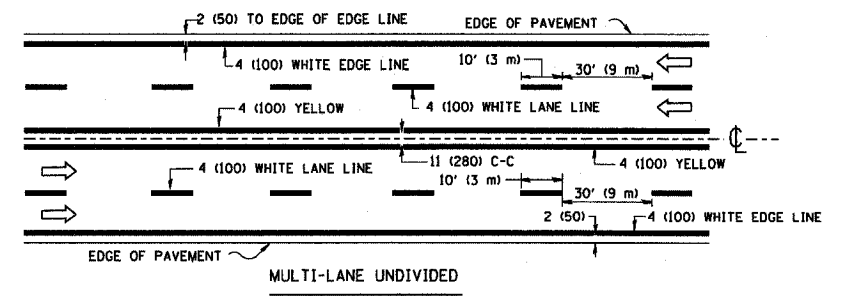 2 (50) TO EDGE OF EDGE LINE
EDGE OF PAVEMENT
4 (100) WHITE EDGE LINE
10' (3 m)
30' (9 m)
4 (100) YELLOW
4 (100) WHITE LANE LINE
CL
4 (100) WHITE LANE LINE
11 (280) C-C
4 (100) YELLOW
10' (3 m)
30' (9 m)
2 (50)
4 (100) WHITE EDGE LINE
EDGE OF PAVEMENT
MULTI-LANE UNDIVIDED